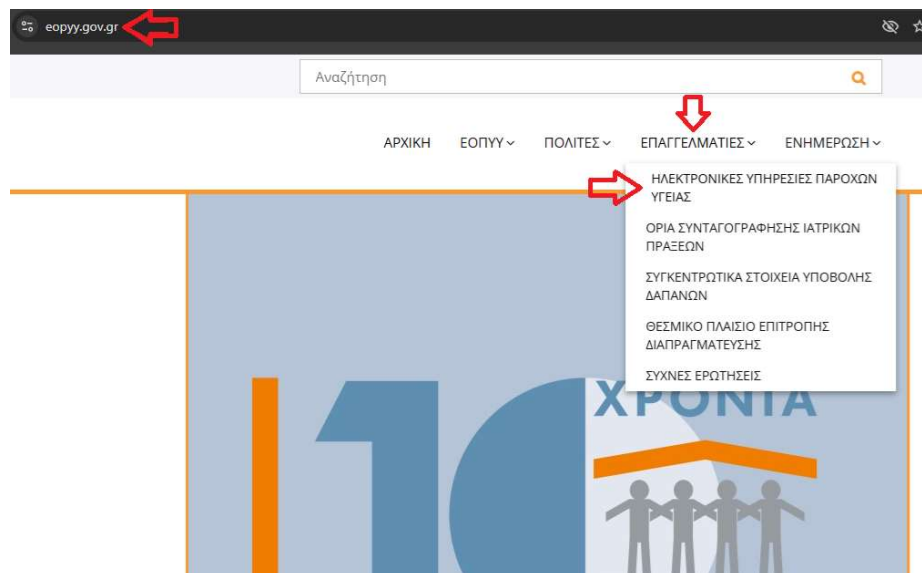 eopyy.gov.gr
Αναζήτηση
ΑΡΧΙΚΗ ΕΟΠΥΥ ΠΟΛΙΤΕΣ ΕΠΑΓΓΕΛΜΑΤΙΕΣ ΕΝΗΜΕΡΩΣΗ
ΗΛΕΚΤΡΟΝΙΚΕΣ ΥΠΗΡΕΣΙΕΣ ΠΑΡΟΧΩΝ
ΥΓΕΙΑΣ
ΟΡΙΑ ΣΥΝΤΑΓΟΓΡΑΦΗΣΗΣ ΙΑΤΡΙΚΩΝ
ΠΡΑΞΕΩΝ
ΣΥΓΚΕΝΤΡΩΤΙΚΑ ΣΤΟΙΧΕΙΑ ΥΠΟΒΟΛΗΣ
ΔΑΠΑΝΩΝ
ΘΕΣΜΙΚΟ ΠΛΑΙΣΙΟ ΕΠΙΤΡΟΠΗΣ
ΔΙΑΠΡΑΓΜΑΤΕΥΣΗΣ
ΣΥΧΝΕΣ ΕΡΩΤΗΣΕΙΣ
10 ΧΡΟΝΙΑ